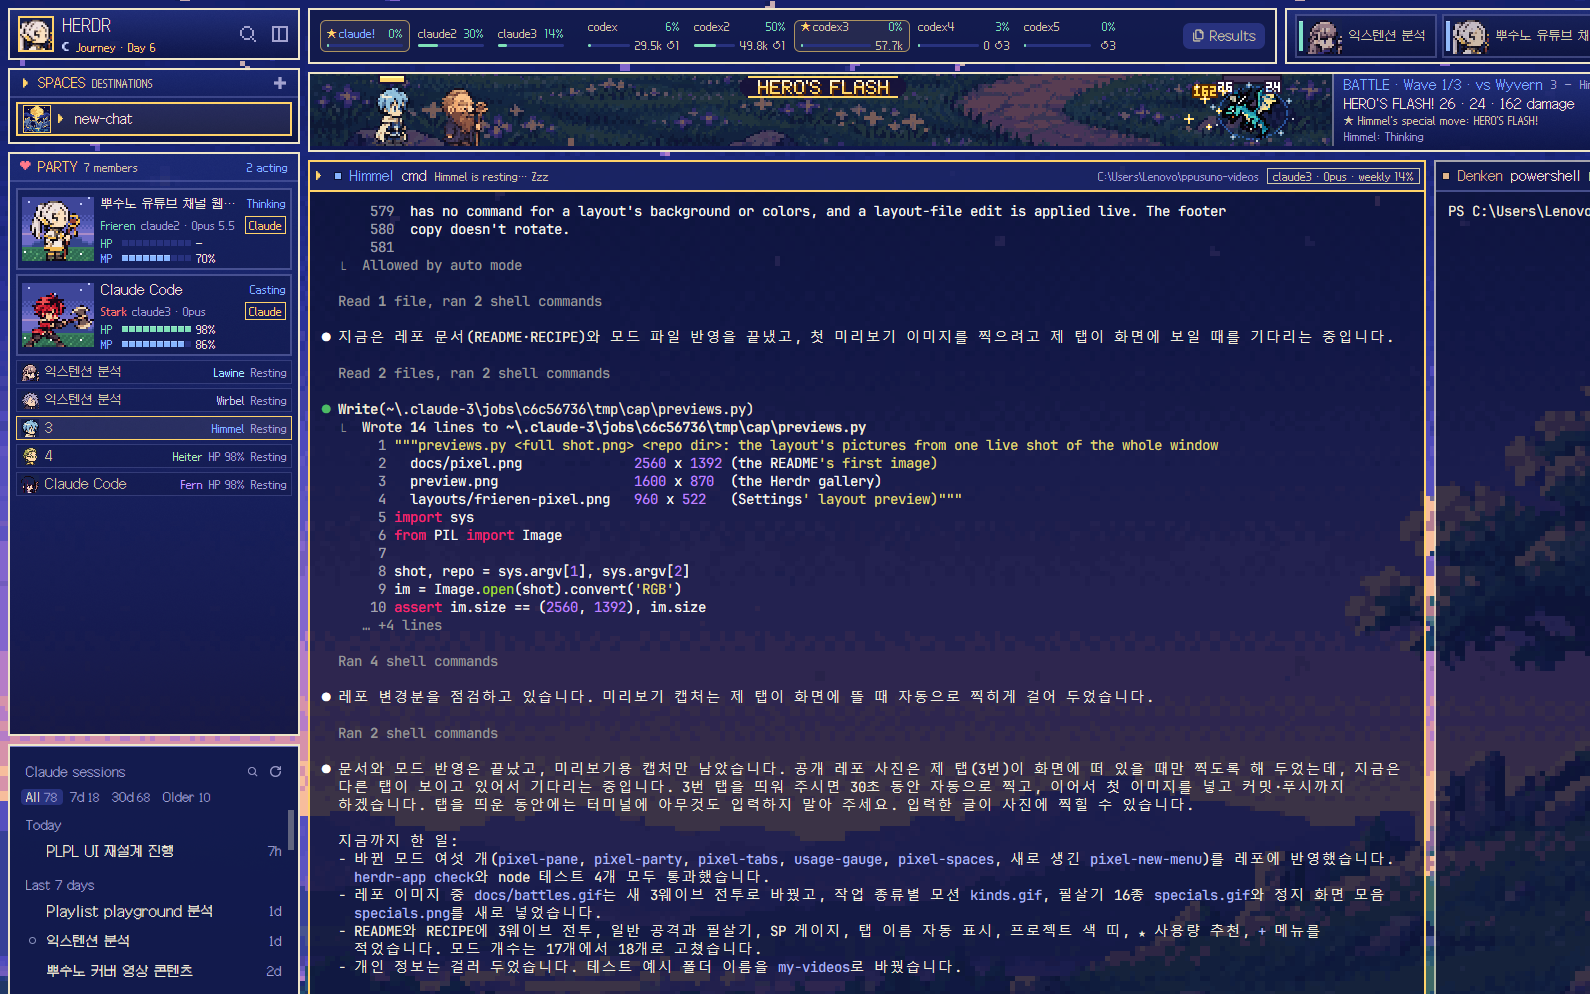 HERDR
Journey · Day 6
★claude! 0%
claude2 30%
claude3 14%
codex 6%
29.5k ↺1
codex2 50%
49.8k ↺1
★codex3 0%
57.7k
codex4 3%
0 ↺3
codex5 0%
↺3
Results
익스텐션 분석
뿌수노 유튜브 채
SPACES DESTINATIONS
new-chat
HERO'S FLASH
162 26 24
BATTLE · Wave 1/3 · vs Wyvern 3 – Hi
HERO'S FLASH! 26 · 24 · 162 damage
★ Himmel's special move: HERO'S FLASH!
Himmel: Thinking
PARTY 7 members 2 acting
뿌수노 유튜브 채널 웹… Thinking
Frieren claude2 · Opus 5.5 Claude
HP –
MP 70%
Claude Code Casting
Stark claude3 · Opus Claude
HP 98%
MP 86%
익스텐션 분석 Lawine Resting
익스텐션 분석 Wirbel Resting
3 Himmel Resting
4 Heiter HP 98% Resting
Claude Code Fern HP 98% Resting
Claude sessions
All 78 7d 18 30d 68 Older 10
Today
PLPL UI 재설계 진행 7h
Last 7 days
Playlist playground 분석 1d
익스텐션 분석 1d
뿌수노 커버 영상 콘텐츠 2d
Himmel cmd Himmel is resting… Zzz C:\Users\Lenovo\ppusuno-videos claude3 · Opus · weekly 14%
579 has no command for a layout's background or colors, and a layout-file edit is applied live. The footer
580 copy doesn't rotate.
581
└ Allowed by auto mode
Read 1 file, ran 2 shell commands
● 지금은 레포 문서(README·RECIPE)와 모드 파일 반영을 끝냈고, 첫 미리보기 이미지를 찍으려고 제 탭이 화면에 보일 때를 기다리는 중입니다.
Read 2 files, ran 2 shell commands
● Write(~\.claude-3\jobs\c6c56736\tmp\cap\previews.py)
└ Wrote 14 lines to ~\.claude-3\jobs\c6c56736\tmp\cap\previews.py
1 """previews.py <full shot.png> <repo dir>: the layout's pictures from one live shot of the whole window
2 docs/pixel.png 2560 x 1392 (the README's first image)
3 preview.png 1600 x 870 (the Herdr gallery)
4 layouts/frieren-pixel.png 960 x 522 (Settings' layout preview)"""
5 import sys
6 from PIL import Image
7
8 shot, repo = sys.argv[1], sys.argv[2]
9 im = Image.open(shot).convert('RGB')
10 assert im.size == (2560, 1392), im.size
… +4 lines
Ran 4 shell commands
● 레포 변경분을 점검하고 있습니다. 미리보기 캡처는 제 탭이 화면에 뜰 때 자동으로 찍히게 걸어 두었습니다.
Ran 2 shell commands
● 문서와 모드 반영은 끝났고, 미리보기용 캡처만 남았습니다. 공개 레포 사진은 제 탭(3번)이 화면에 떠 있을 때만 찍도록 해 두었는데, 지금은
다른 탭이 보이고 있어서 기다리는 중입니다. 3번 탭을 띄워 주시면 30초 동안 자동으로 찍고, 이어서 첫 이미지를 넣고 커밋·푸시까지
하겠습니다. 탭을 띄운 동안에는 터미널에 아무것도 입력하지 말아 주세요. 입력한 글이 사진에 찍힐 수 있습니다.
지금까지 한 일:
- 바뀐 모드 여섯 개(pixel-pane, pixel-party, pixel-tabs, usage-gauge, pixel-spaces, 새로 생긴 pixel-new-menu)를 레포에 반영했습니다.
herdr-app check와 node 테스트 4개 모두 통과했습니다.
- 레포 이미지 중 docs/battles.gif는 새 3웨이브 전투로 바꿨고, 작업 종류별 모션 kinds.gif, 필살기 16종 specials.gif와 정지 화면 모음
specials.png를 새로 넣었습니다.
- README와 RECIPE에 3웨이브 전투, 일반 공격과 필살기, SP 게이지, 탭 이름 자동 표시, 프로젝트 색 띠, ★ 사용량 추천, + 메뉴를
적었습니다. 모드 개수는 17개에서 18개로 고쳤습니다.
- 개인 정보는 걸러 두었습니다. 테스트 예시 폴더 이름을 my-videos로 바꿨습니다.
Denken powershell
PS C:\Users\Lenovo